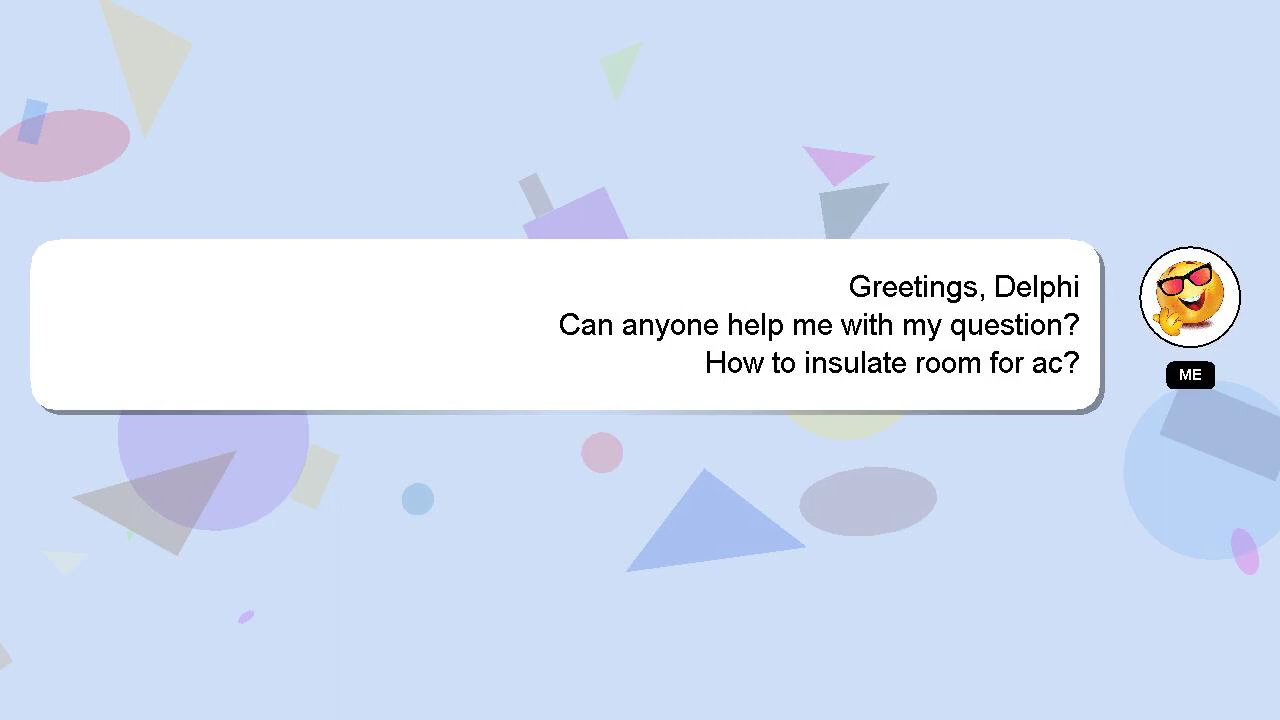 Greetings, Delphi
Can anyone help me with my question?
How to insulate room for ac?
ME